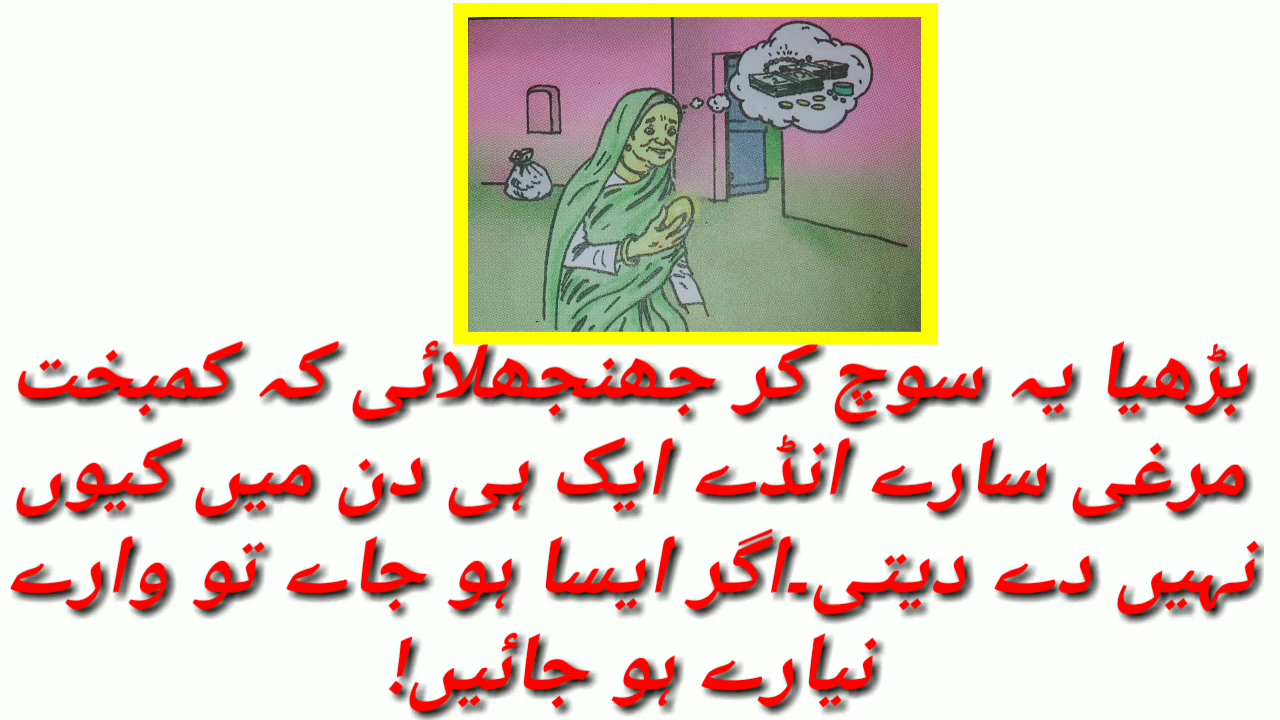 بڑھیا یہ سوچ کر جھنجھلائی کہ کمبخت
مرغی سارے انڈے ایک ہی دن میں کیوں
نہیں دے دیتی۔اگر ایسا ہو جاے تو وارے
نیارے ہو جائیں!